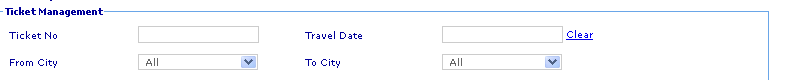 Ticket Management
Ticket No Travel Date Clear
From City All To City All